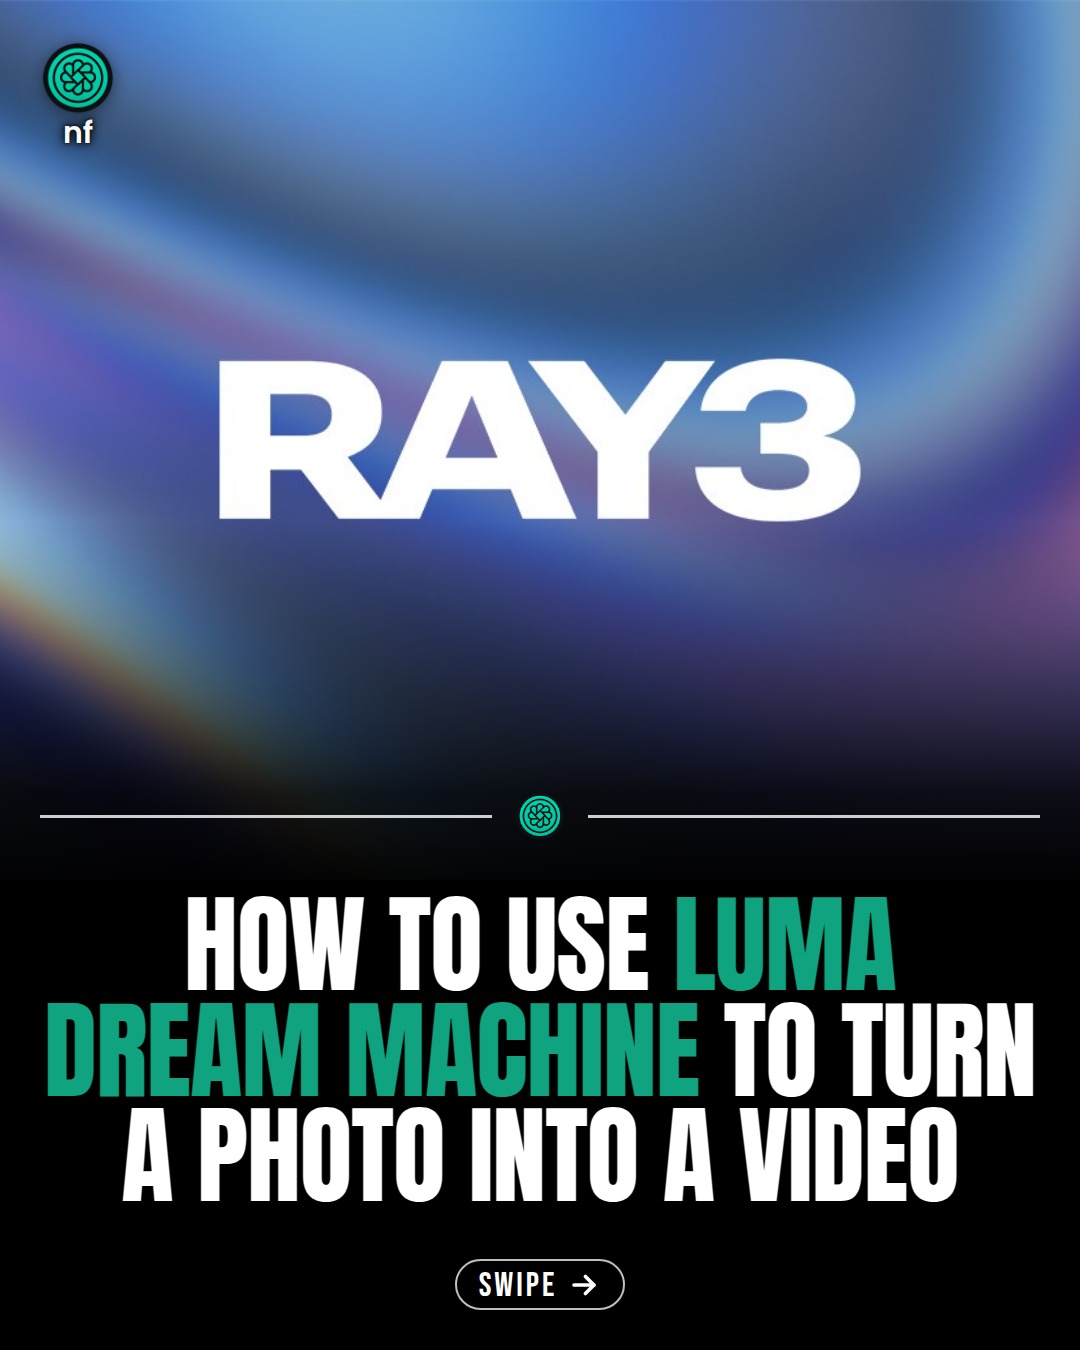 nf
RAY3
HOW TO USE LUMA
DREAM MACHINE TO TURN
A PHOTO INTO A VIDEO
SWIPE →